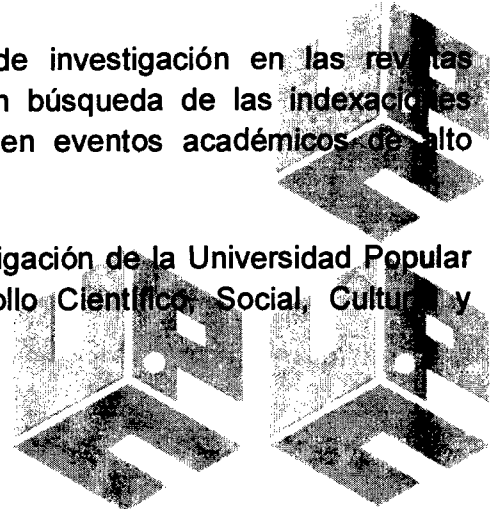 de investigación en las revistas
n búsqueda de las indexaciones
en eventos académicos de alto
igación de la Universidad Popular
ollo Científico, Social, Cultural y